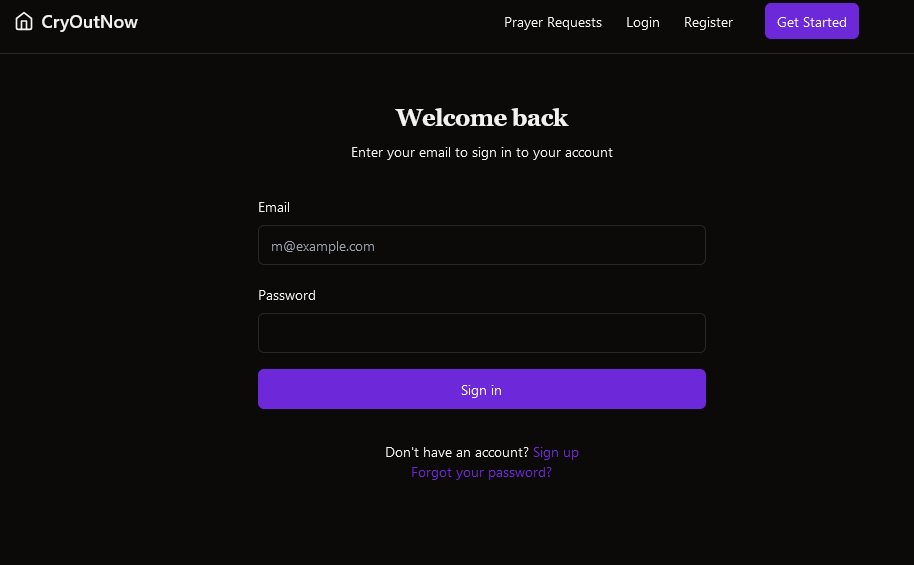 CryOutNow
Prayer Requests Login Register Get Started
Welcome back
Enter your email to sign in to your account
Email
m@example.com
Password
Sign in
Don't have an account? Sign up
Forgot your password?